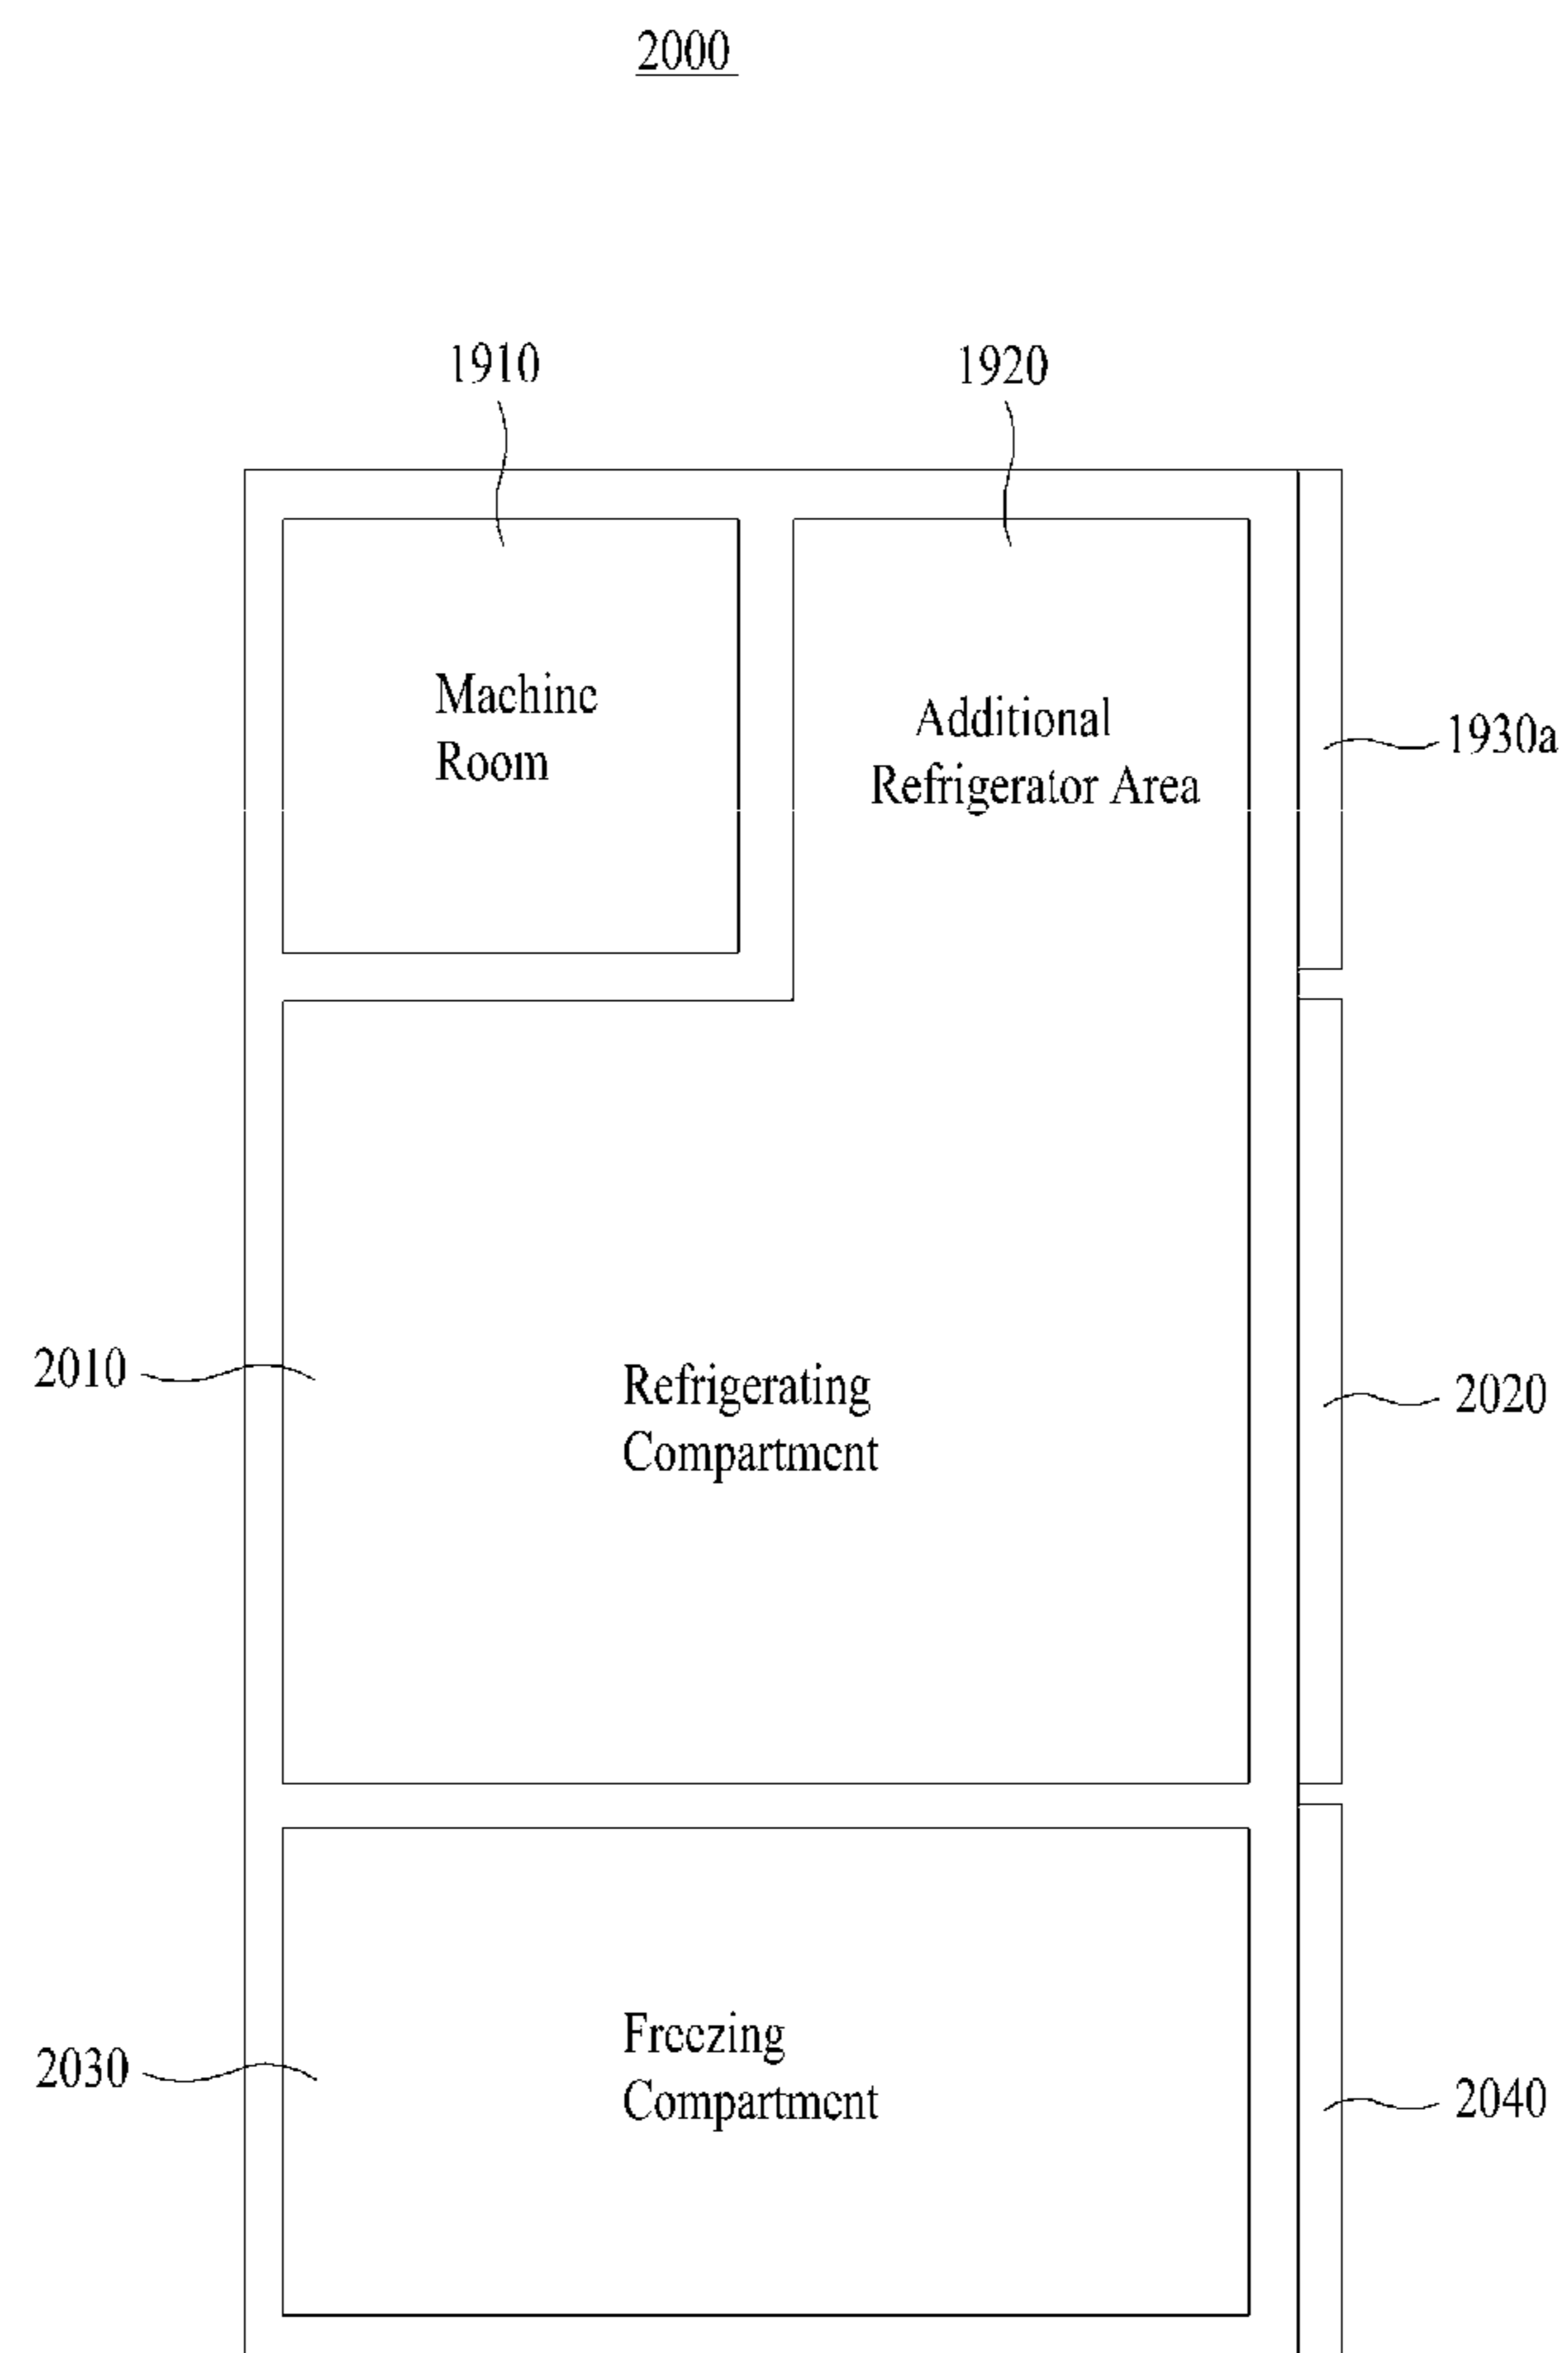 2000
1910
1920
Machine
Room
Additional
Refrigerator Area
1930a
2010
Refrigerating
Compartment
2020
2030
Freezing
Compartment
2040